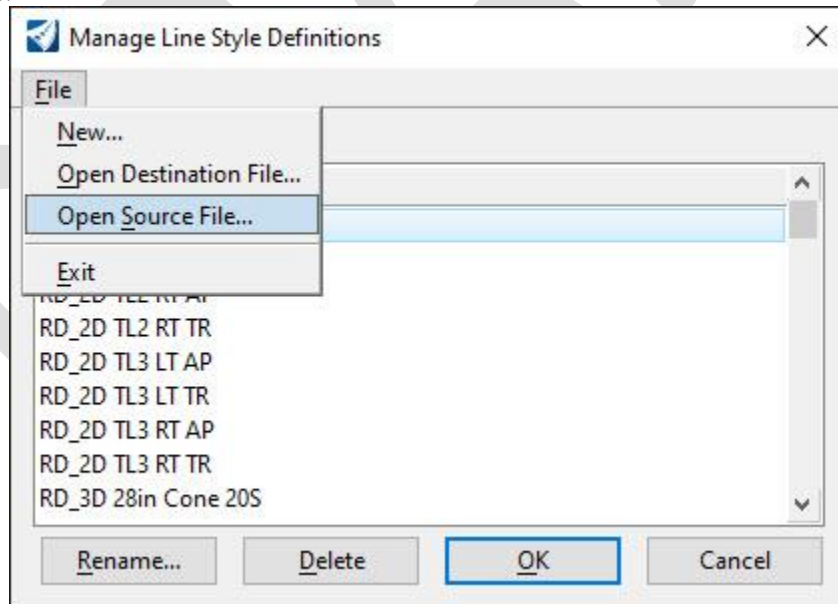 Manage Line Style Definitions
File
New...
Open Destination File...
Open Source File...
Exit
RD_2D TL2 RT TR
RD_2D TL3 LT AP
RD_2D TL3 LT TR
RD_2D TL3 RT AP
RD_2D TL3 RT TR
RD_3D 28in Cone 20S
Rename...
Delete
OK
Cancel